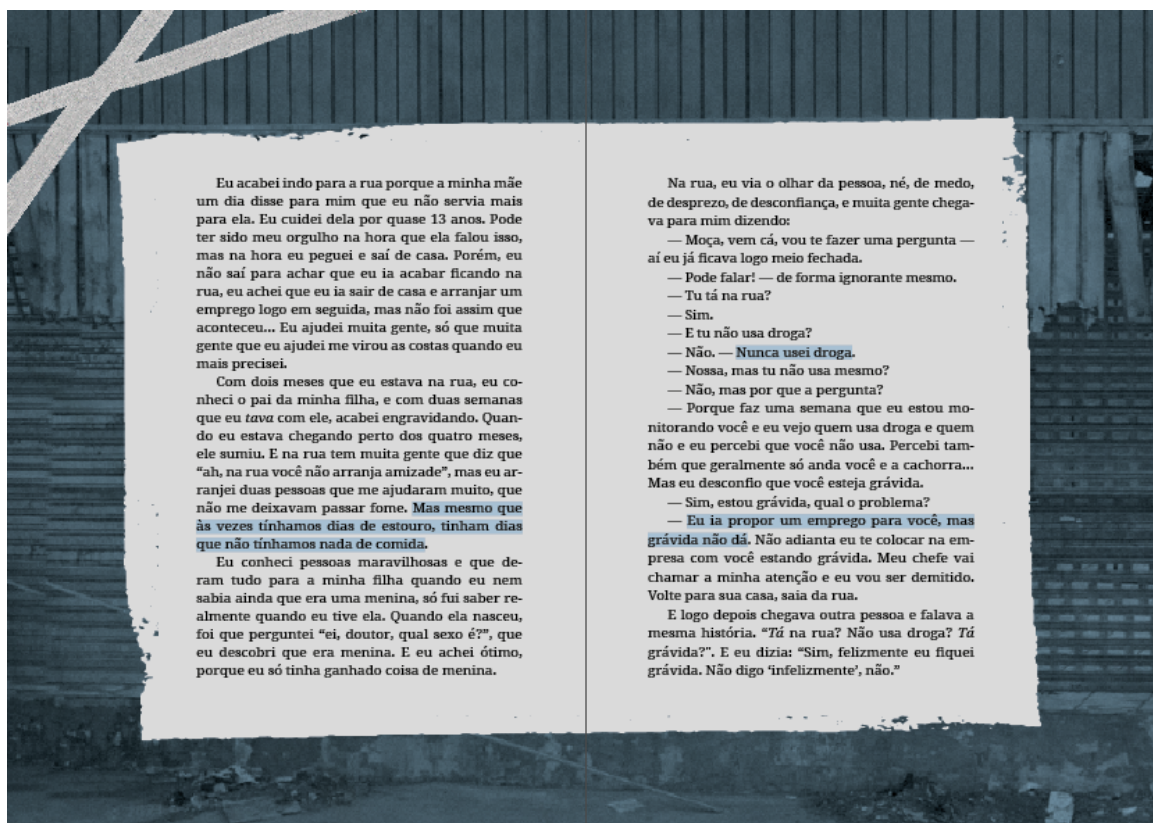 Eu acabei indo para a rua porque a minha mãe
um dia disse para mim que eu não servia mais
para ela. Eu cuidei dela por quase 13 anos. Pode
ter sido meu orgulho na hora que ela falou isso,
mas na hora eu peguei e saí de casa. Porém, eu
não saí para achar que eu ia acabar ficando na
rua, eu achei que eu ia sair de casa e arranjar um
emprego logo em seguida, mas não foi assim que
aconteceu... Eu ajudei muita gente, só que muita
gente que eu ajudei me virou as costas quando eu
mais precisei.
Com dois meses que eu estava na rua, eu co-
nheci o pai da minha filha, e com duas semanas
que eu tava com ele, acabei engravidando. Quan-
do eu estava chegando perto dos quatro meses,
ele sumiu. E na rua tem muita gente que diz que
“ah, na rua você não arranja amizade”, mas eu ar-
ranjei duas pessoas que me ajudaram muito, que
não me deixavam passar fome. Mas mesmo que
às vezes tínhamos dias de estouro, tinham dias
que não tínhamos nada de comida.
Eu conheci pessoas maravilhosas e que de-
ram tudo para a minha filha quando eu nem
sabia ainda que era uma menina, só fui saber re-
almente quando eu tive ela. Quando ela nasceu,
foi que perguntei “ei, doutor, qual sexo é?”, que
eu descobri que era menina. E eu achei ótimo,
porque eu só tinha ganhado coisa de menina.
Na rua, eu via o olhar da pessoa, né, de medo,
de desprezo, de desconfiança, e muita gente chega-
va para mim dizendo:
— Moça, vem cá, vou te fazer uma pergunta —
aí eu já ficava logo meio fechada.
— Pode falar! — de forma ignorante mesmo.
— Tu tá na rua?
— Sim.
— E tu não usa droga?
— Não. — Nunca usei droga.
— Nossa, mas tu não usa mesmo?
— Não, mas por que a pergunta?
— Porque faz uma semana que eu estou mo-
nitorando você e eu vejo quem usa droga e quem
não e eu percebi que você não usa. Percebi tam-
bém que geralmente só anda você e a cachorra...
Mas eu desconfio que você esteja grávida.
— Sim, estou grávida, qual o problema?
— Eu ia propor um emprego para você, mas
grávida não dá. Não adianta eu te colocar na em-
presa com você estando grávida. Meu chefe vai
chamar a minha atenção e eu vou ser demitido.
Volte para sua casa, saia da rua.
E logo depois chegava outra pessoa e falava a
mesma história. “Tá na rua? Não usa droga? Tá
grávida?”. E eu dizia: “Sim, felizmente eu fiquei
grávida. Não digo ‘infelizmente’, não.”